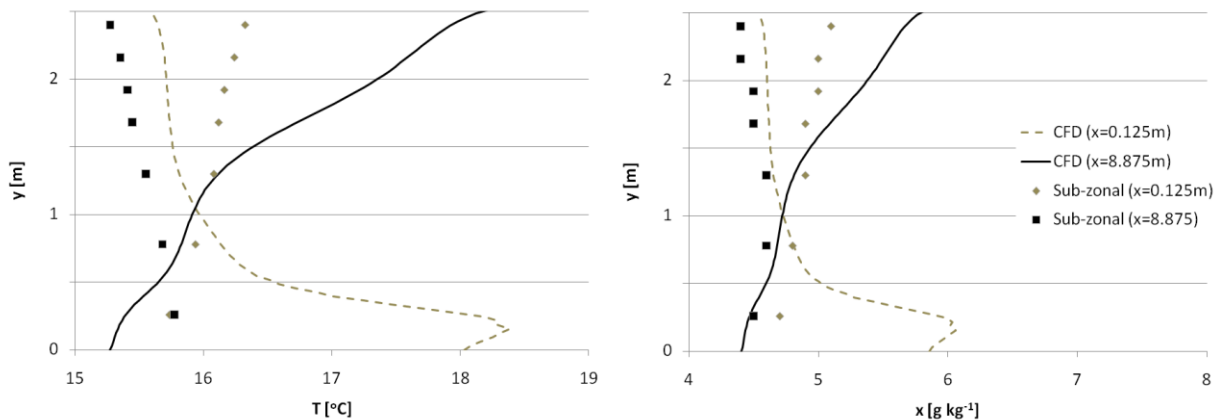 y [m]
2
1
0
15
16
17
18
19
T [°C]
y [m]
2
1
0
4
5
6
7
8
x [g kg⁻¹]
CFD (x=0.125m)
CFD (x=8.875m)
Sub-zonal (x=0.125m)
Sub-zonal (x=8.875)